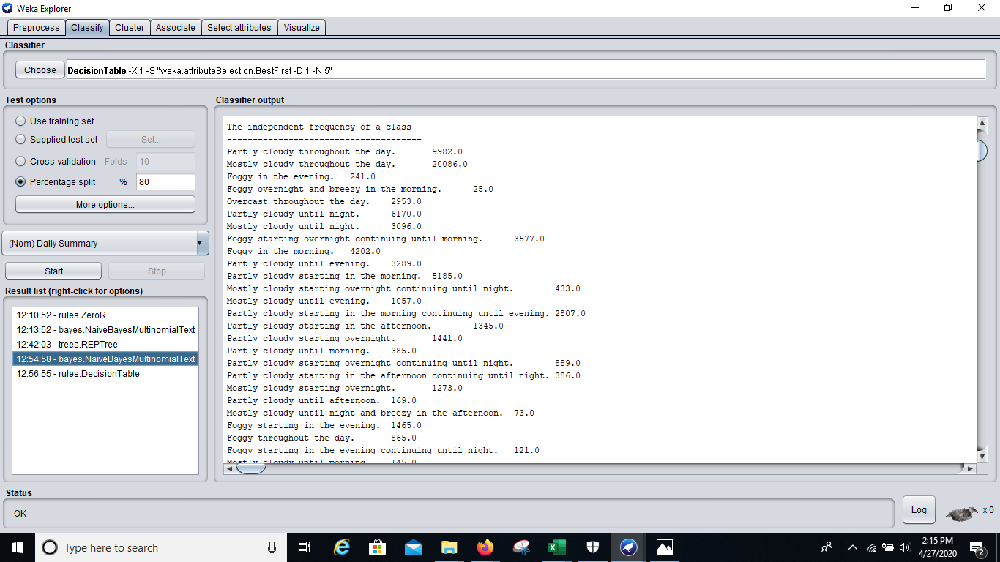 Weka Explorer
Preprocess Classify Cluster Associate Select attributes Visualize
Classifier
Choose DecisionTable -X 1 -S "weka.attributeSelection.BestFirst -D 1 -N 5"
Test options
Use training set
Supplied test set Set...
Cross-validation Folds 10
Percentage split % 80
More options...
(Nom) Daily Summary
Start Stop
Result list (right-click for options)
12:10:52 - rules.ZeroR
12:13:52 - bayes.NaiveBayesMultinomialText
12:42:03 - trees.REPTree
12:54:58 - bayes.NaiveBayesMultinomialText
12:56:55 - rules.DecisionTable
Classifier output
The independent frequency of a class
--------------------------------------
Partly cloudy throughout the day. 9982.0
Mostly cloudy throughout the day. 20086.0
Foggy in the evening. 241.0
Foggy overnight and breezy in the morning. 25.0
Overcast throughout the day. 2953.0
Partly cloudy until night. 6170.0
Mostly cloudy until night. 3096.0
Foggy starting overnight continuing until morning. 3577.0
Foggy in the morning. 4202.0
Partly cloudy until evening. 3289.0
Partly cloudy starting in the morning. 5185.0
Mostly cloudy starting overnight continuing until night. 433.0
Mostly cloudy until evening. 1057.0
Partly cloudy starting in the morning continuing until evening. 2807.0
Partly cloudy starting in the afternoon. 1345.0
Partly cloudy starting overnight. 1441.0
Partly cloudy until morning. 385.0
Partly cloudy starting overnight continuing until night. 889.0
Partly cloudy starting in the afternoon continuing until night. 386.0
Mostly cloudy starting overnight. 1273.0
Partly cloudy until afternoon. 169.0
Mostly cloudy until night and breezy in the afternoon. 73.0
Foggy starting in the evening. 1465.0
Foggy throughout the day. 865.0
Foggy starting in the evening continuing until night. 121.0
Mostly cloudy until morning. 145.0
Status
OK
Log
x 0
Type here to search
2:15 PM
4/27/2020
2